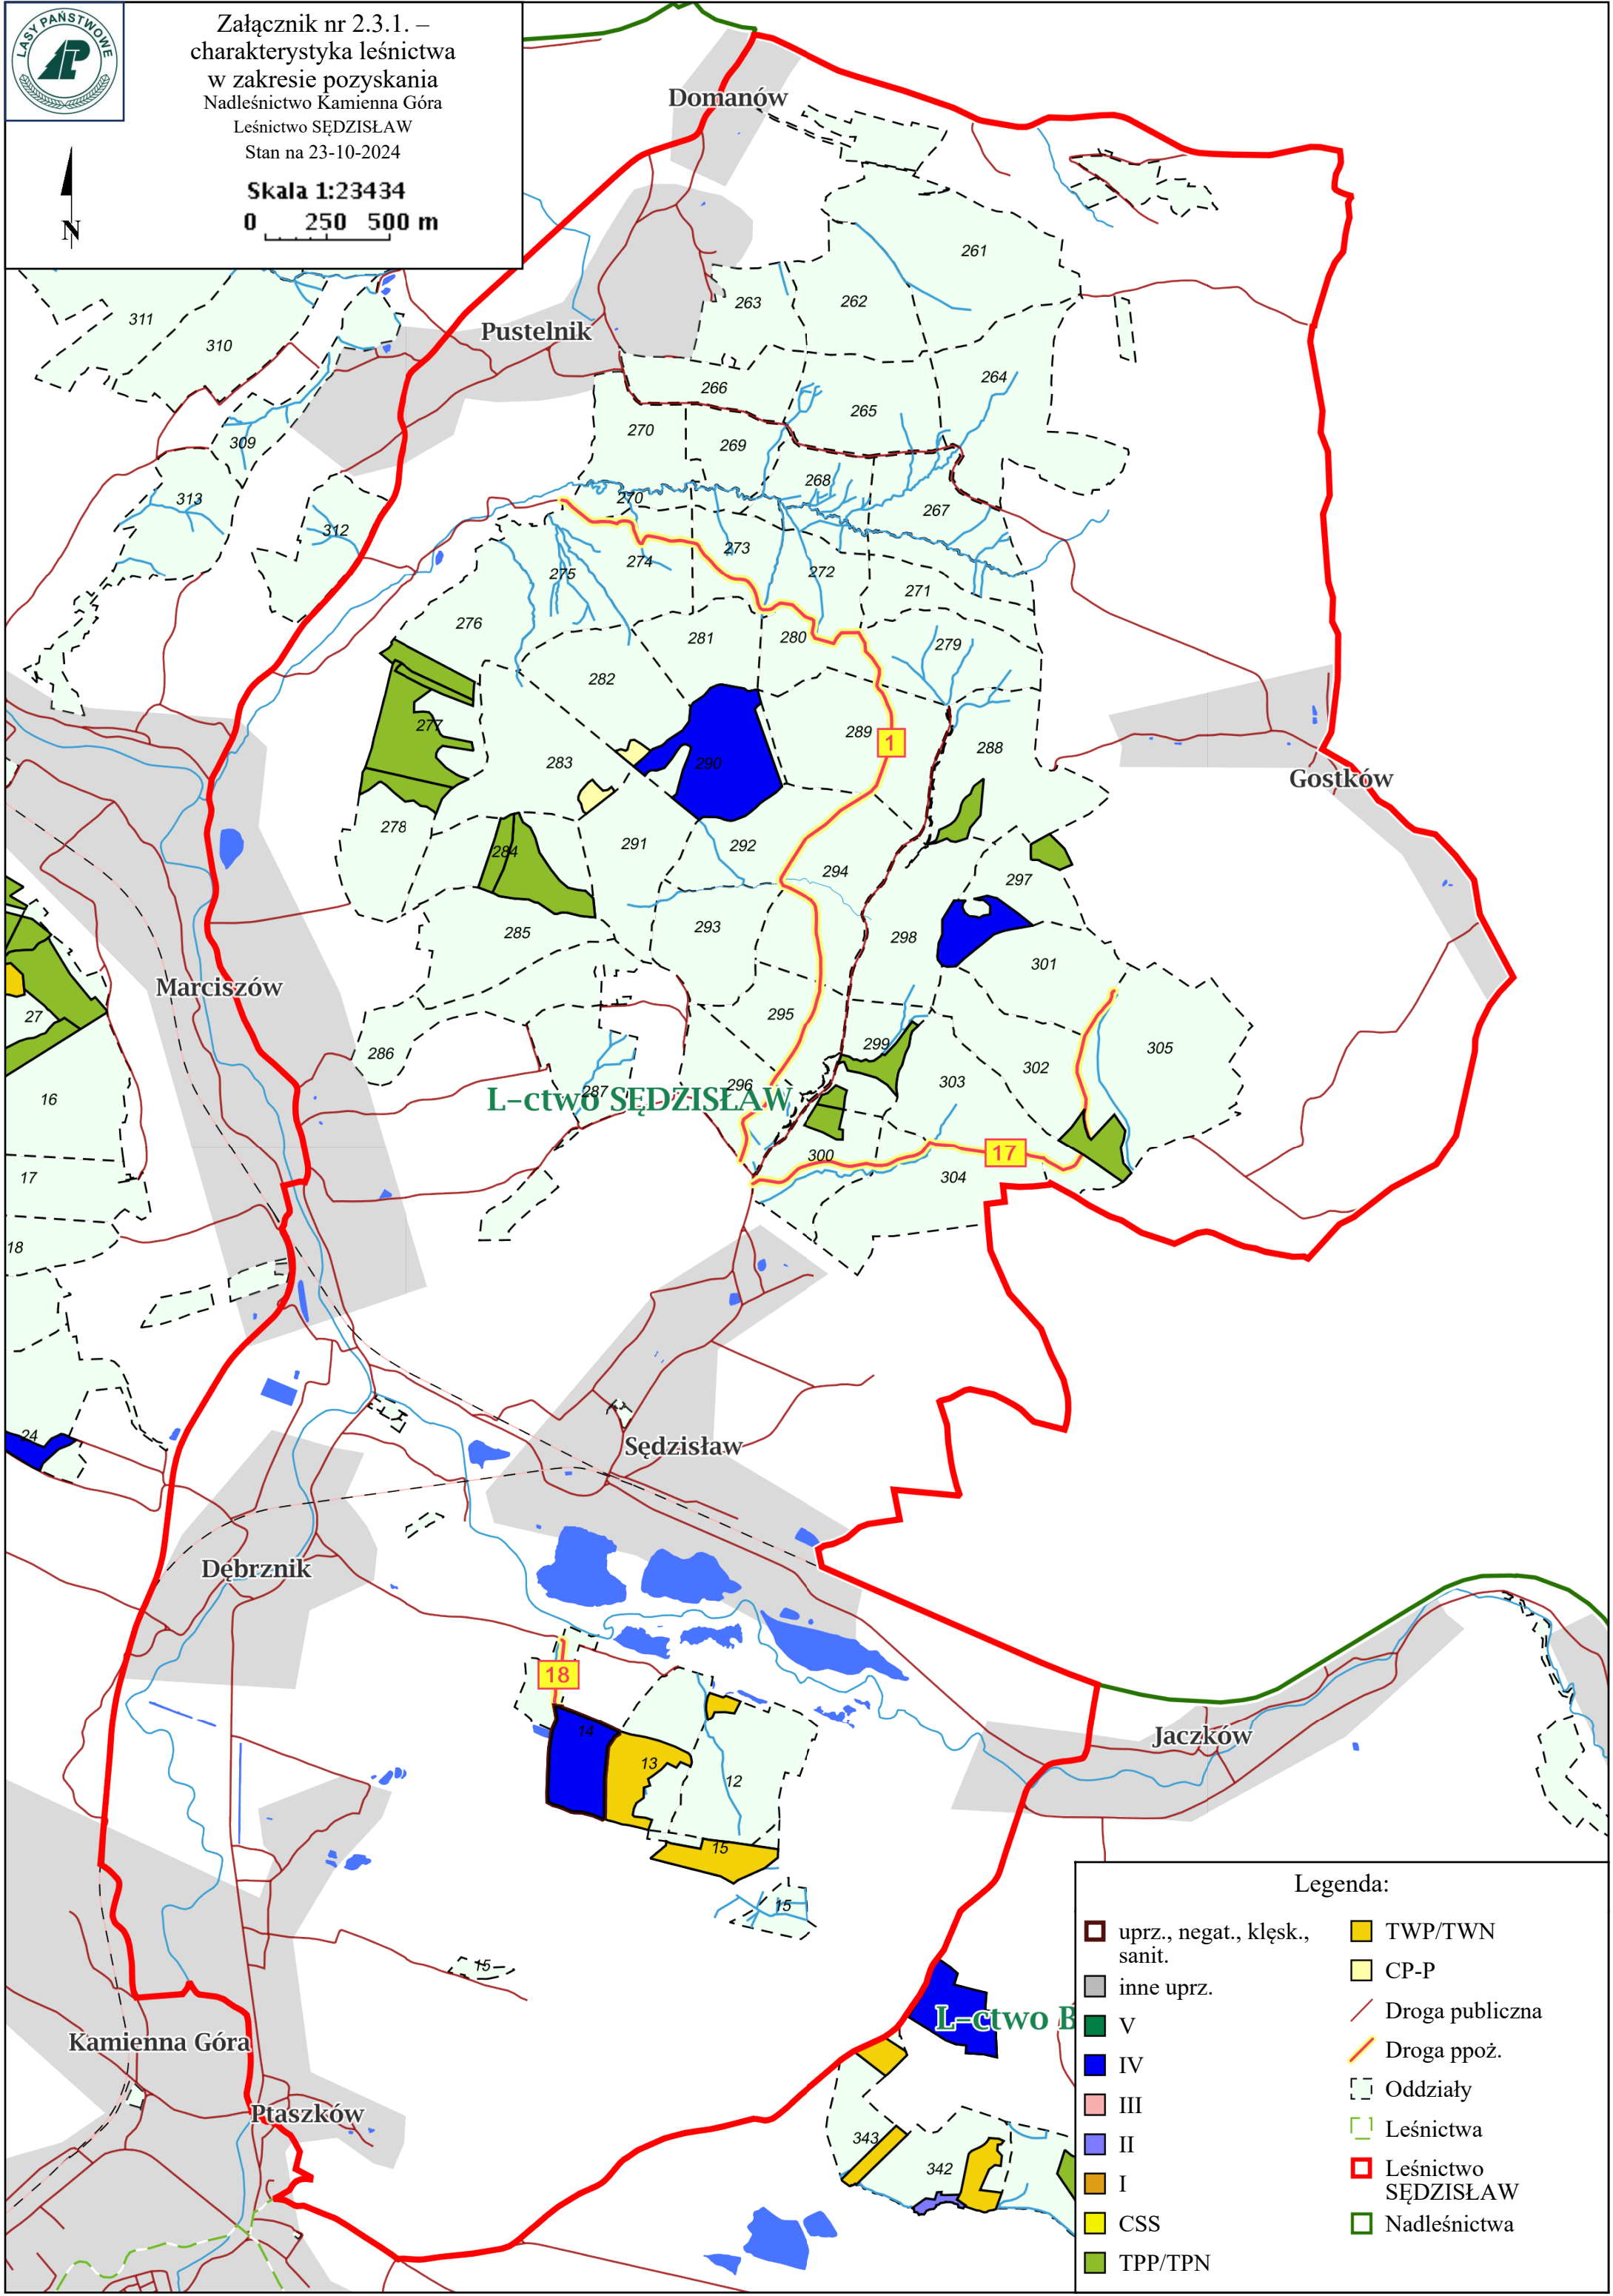 LASY PAŃSTWOWE
Załącznik nr 2.3.1. –
charakterystyka leśnictwa
w zakresie pozyskania
Nadleśnictwo Kamienna Góra
Leśnictwo SĘDZISŁAW
Stan na 23-10-2024
Skala 1:23434
0 250 500 m
N
Domanów
261
263
262
311
310
Pustelnik
266
264
265
309
270
269
313
268
270
267
312
273
274
275
272
271
276
281
280
279
282
277
289
1
288
283
290
Gostków
278
284
291
292
294
297
285
293
298
301
Marciszów
27
295
286
299
305
302
303
296
287
16
L-ctwo SĘDZISŁAW
300
17
304
17
18
24
Sędzisław
Dębrznik
18
14
13
12
Jaczków
15
15
15
L-ctwo B
Kamienna Góra
Ptaszków
343
342
Legenda:
uprz., negat., klęsk.,
sanit.
inne uprz.
V
IV
III
II
I
CSS
TPP/TPN
TWP/TWN
CP-P
Droga publiczna
Droga ppoż.
Oddziały
Leśnictwa
Leśnictwo
SĘDZISŁAW
Nadleśnictwa